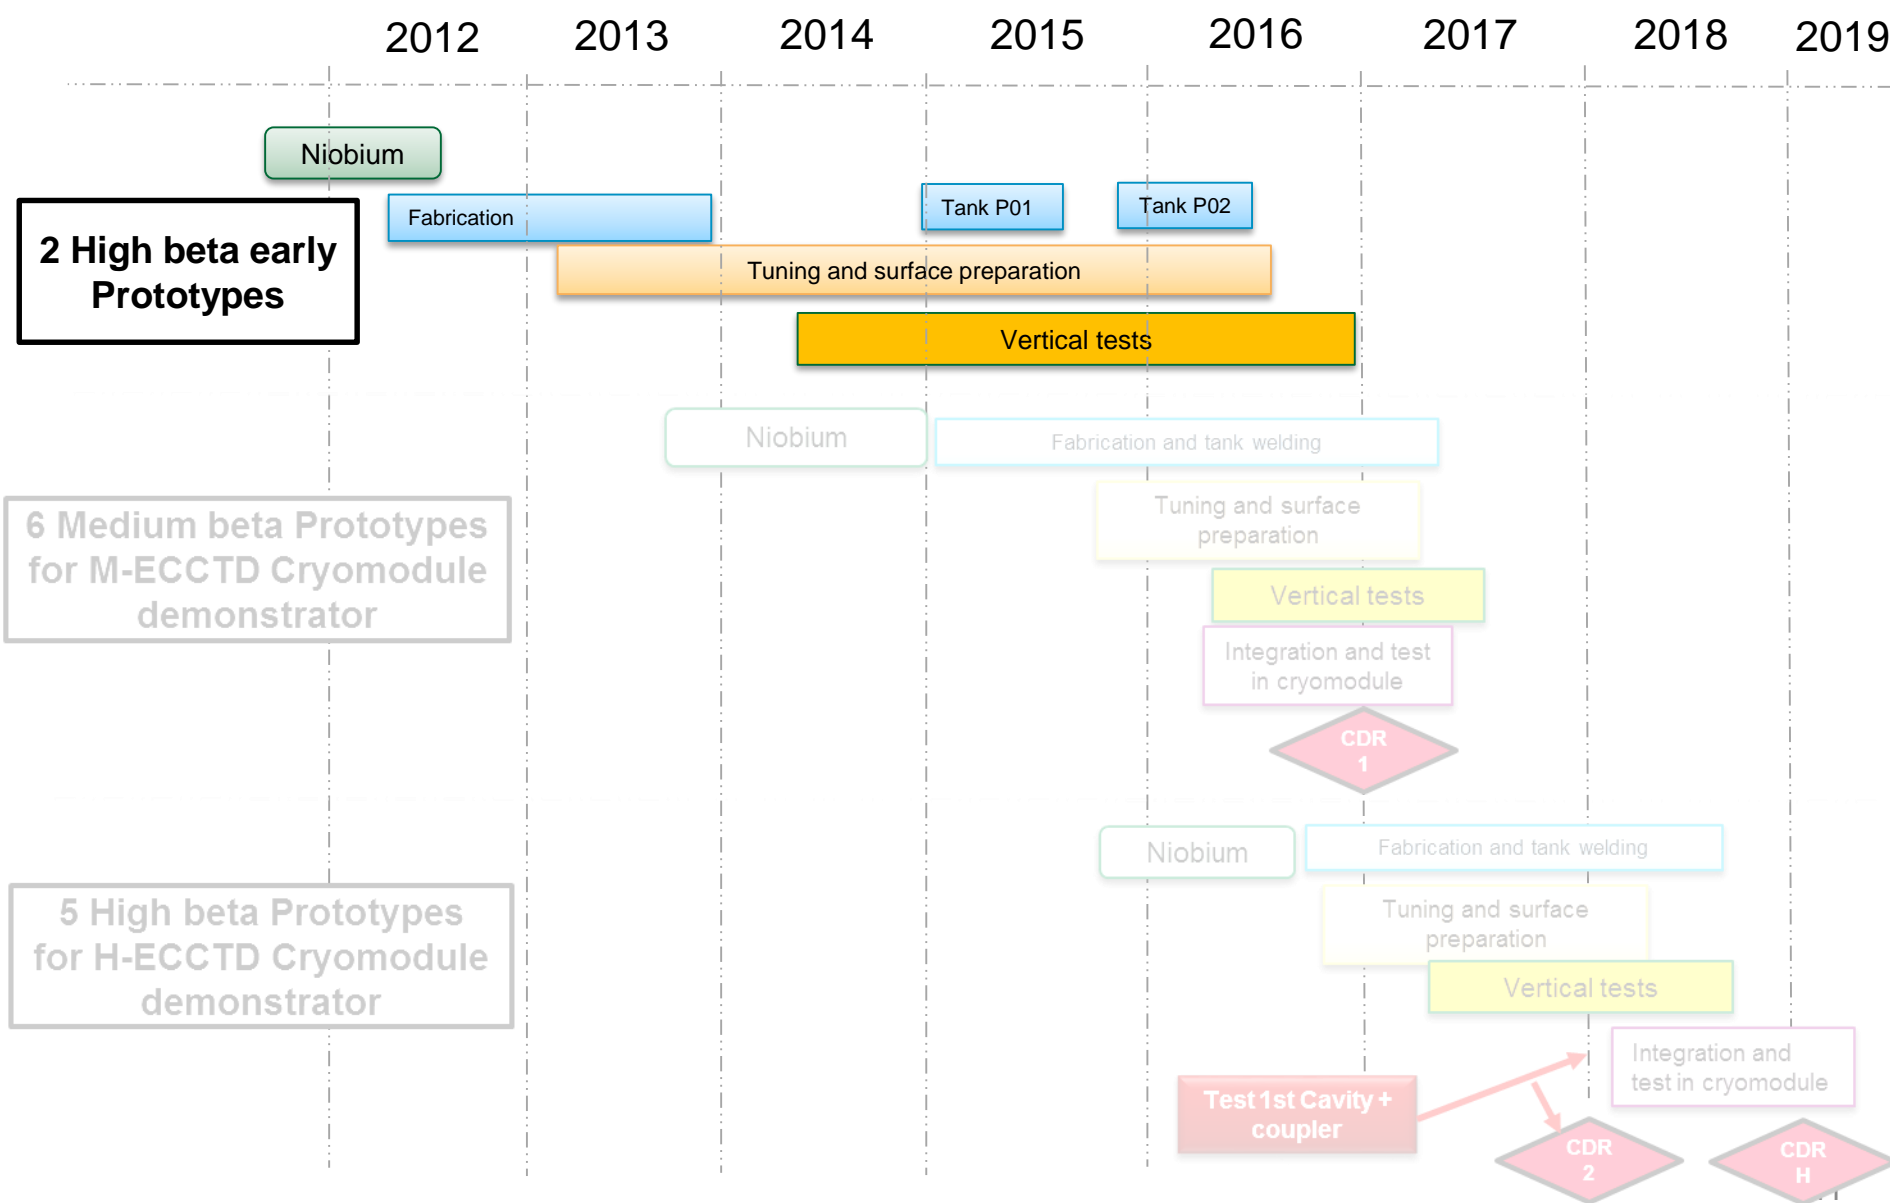 2012 2013 2014 2015 2016 2017 2018 2019
Niobium
Fabrication
Tank P01
Tank P02
2 High beta early
Prototypes
Tuning and surface preparation
Vertical tests
Niobium
Fabrication and tank welding
6 Medium beta Prototypes
for M-ECCTD Cryomodule
demonstrator
Tuning and surface
preparation
Vertical tests
Integration and test
in cryomodule
CDR
1
Niobium
Fabrication and tank welding
5 High beta Prototypes
for H-ECCTD Cryomodule
demonstrator
Tuning and surface
preparation
Vertical tests
Integration and
test in cryomodule
Test 1st Cavity +
coupler
CDR
2
CDR
H